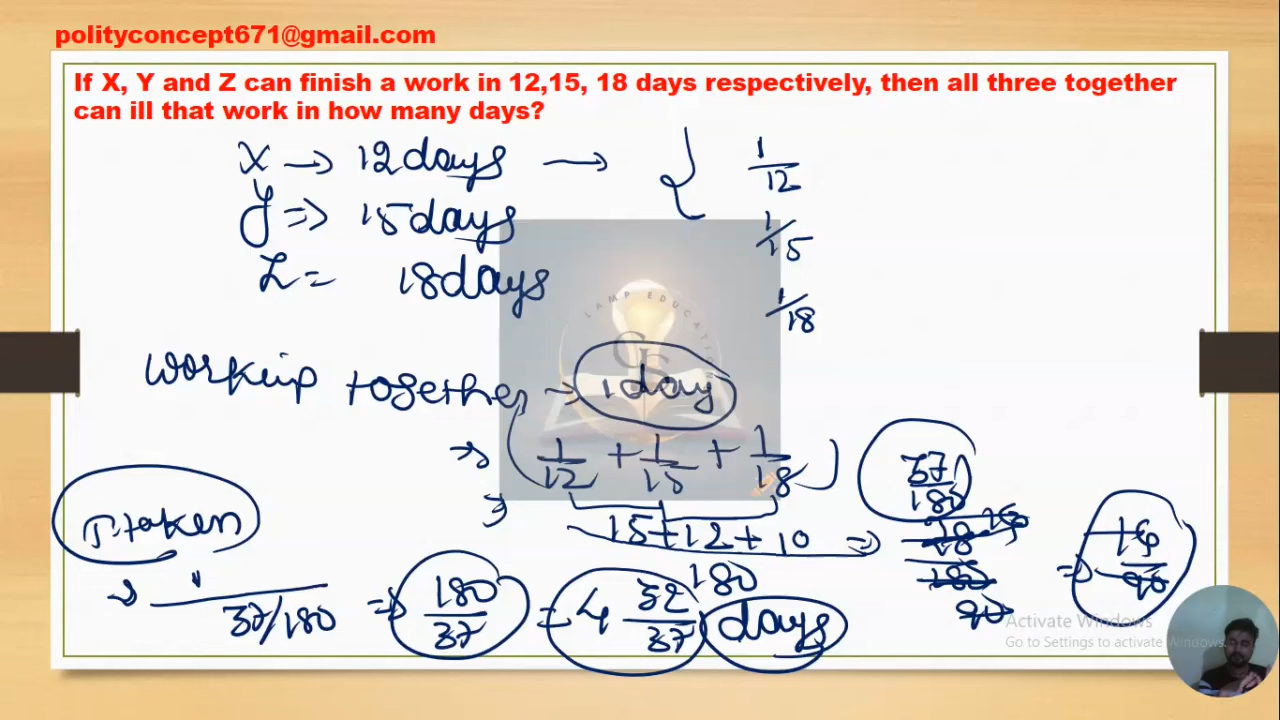 polityconcept671@gmail.com
If X, Y and Z can finish a work in 12,15, 18 days respectively, then all three together
can ill that work in how many days?
X → 12days → 1/12
Y => 15days 1/15
Z = 18days 1/18
LAMP EDUCATION
together → 1day
→ ( 1/12 + 1/15 + 1/18 ) 37/180
15+12+10 =>
180
T.taken
→ 1
37/180 => 180/37 = 4 32/37 days
Activate Windows
Go to Settings to activate Windows.